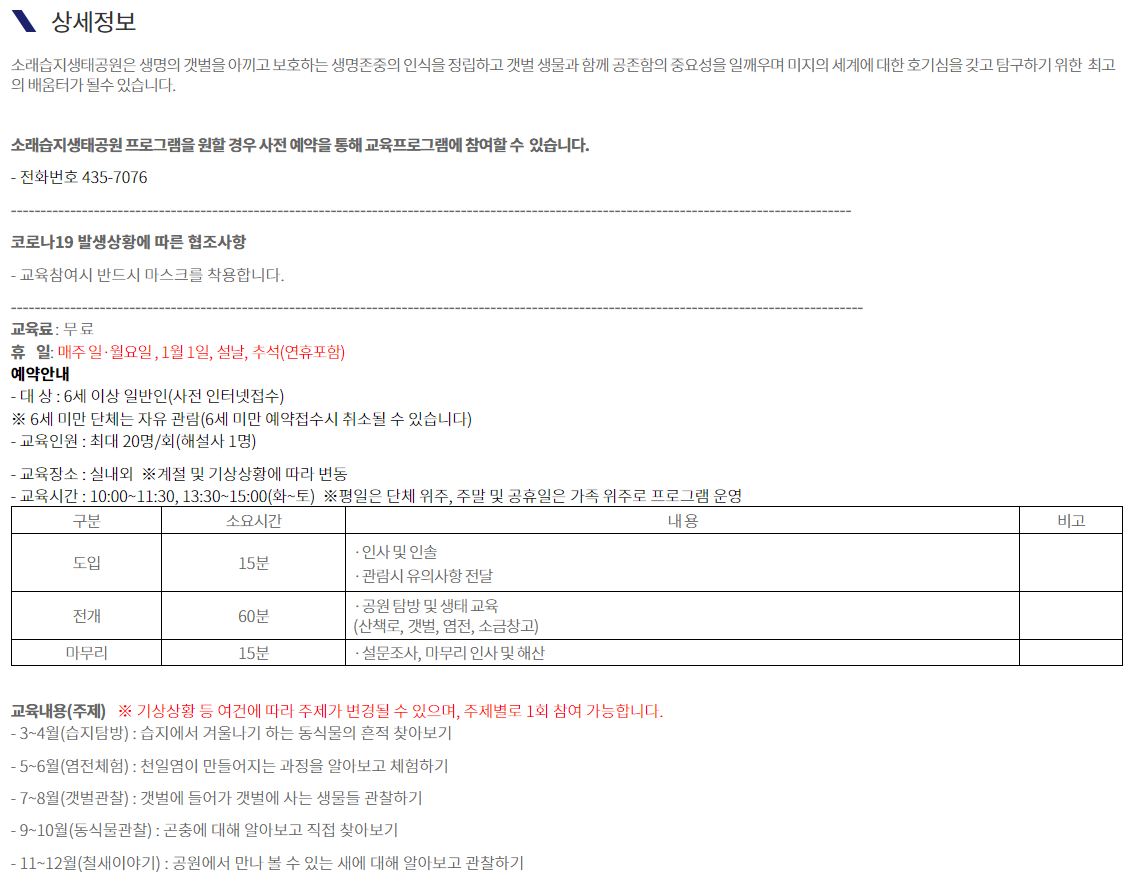 상세정보
소래습지생태공원은 생명의 갯벌을 아끼고 보호하는 생명존중의 인식을 정립하고 갯벌 생물과 함께 공존함의 중요성을 일깨우며 미지의 세계에 대한 호기심을 갖고 탐구하기 위한 최고
의 배움터가 될수 있습니다.
소래습지생태공원 프로그램을 원할 경우 사전 예약을 통해 교육프로그램에 참여할 수 있습니다.
- 전화번호 435-7076
코로나19 발생상황에 따른 협조사항
- 교육참여시 반드시 마스크를 착용합니다.
교육료 : 무료
휴 일: 매주 일·월요일 , 1월 1일, 설날, 추석(연휴포함)
예약안내
- 대 상 : 6세 이상 일반인(사전 인터넷접수)
※ 6세 미만 단체는 자유 관람(6세 미만 예약접수시 취소될 수 있습니다)
- 교육인원 : 최대 20명/회(해설사 1명)
- 교육장소 : 실내외 ※계절 및 기상상황에 따라 변동
- 교육시간 : 10:00~11:30, 13:30~15:00(화~토) ※평일은 단체 위주, 주말 및 공휴일은 가족 위주로 프로그램 운영
구분 소요시간 내용 비고
도입 15분 · 인사 및 인솔
· 관람시 유의사항 전달
전개 60분 · 공원 탐방 및 생태 교육
(산책로, 갯벌, 염전, 소금창고)
마무리 15분 · 설문조사, 마무리 인사 및 해산
교육내용(주제) ※ 기상상황 등 여건에 따라 주제가 변경될 수 있으며, 주제별로 1회 참여 가능합니다.
- 3~4월(습지탐방) : 습지에서 겨울나기 하는 동식물의 흔적 찾아보기
- 5~6월(염전체험) : 천일염이 만들어지는 과정을 알아보고 체험하기
- 7~8월(갯벌관찰) : 갯벌에 들어가 갯벌에 사는 생물들 관찰하기
- 9~10월(동식물관찰) : 곤충에 대해 알아보고 직접 찾아보기
- 11~12월(철새이야기) : 공원에서 만나 볼 수 있는 새에 대해 알아보고 관찰하기